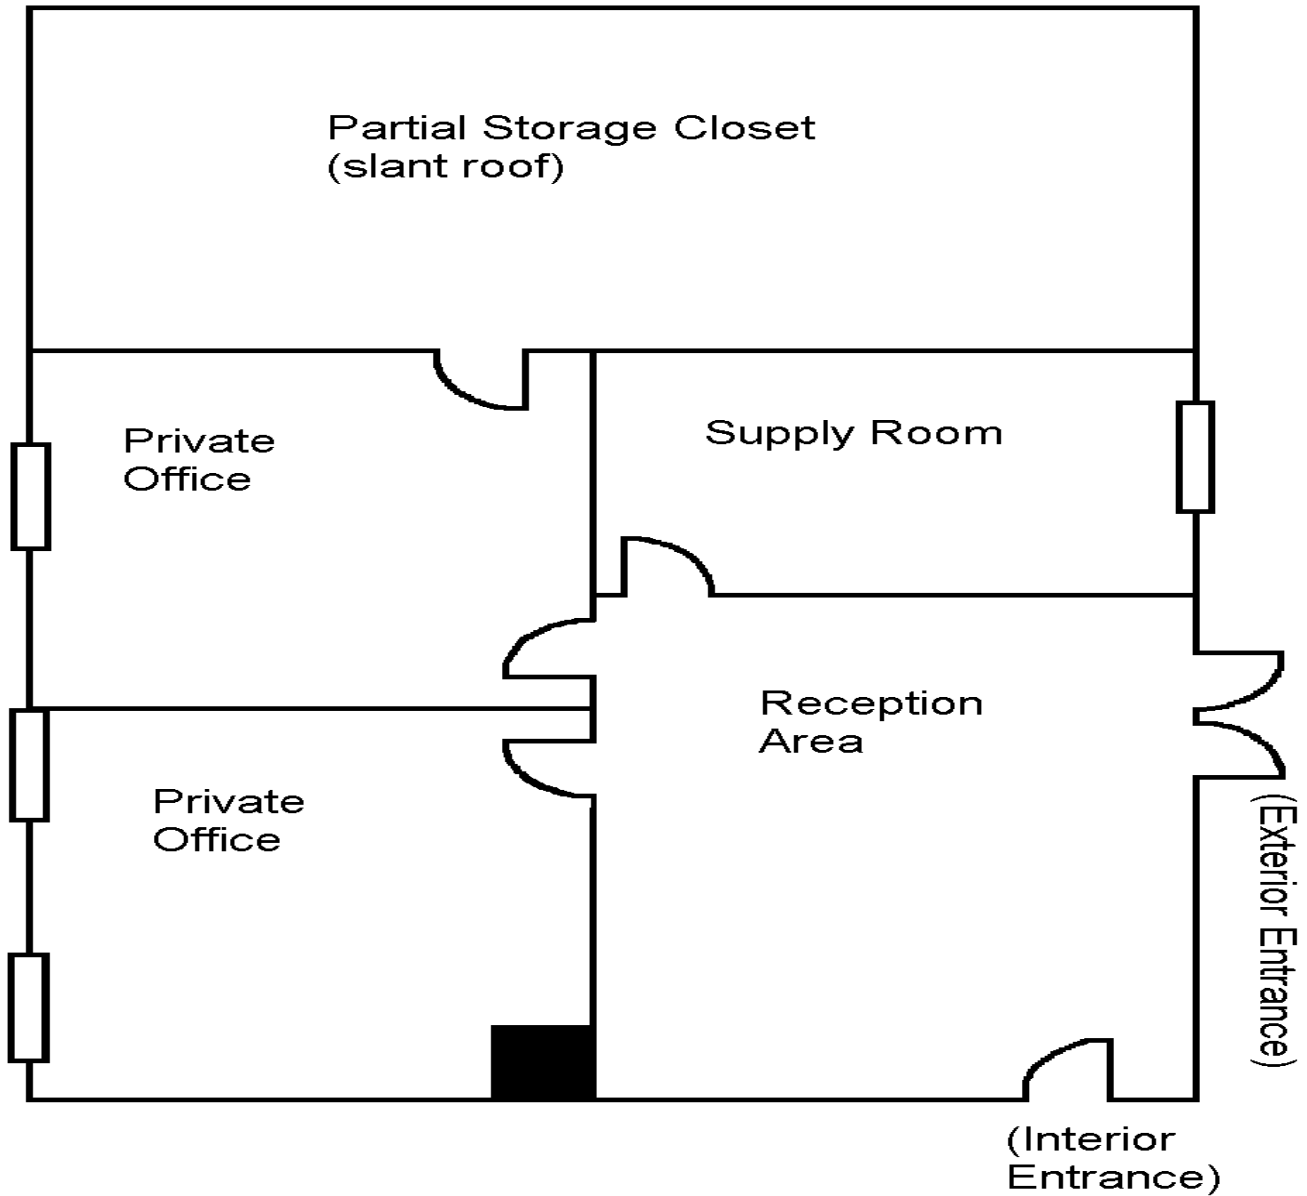 Partial Storage Closet
(slant roof)
Private
Office
Supply Room
Reception
Area
Private
Office
(Exterior Entrance)
(Interior
Entrance)